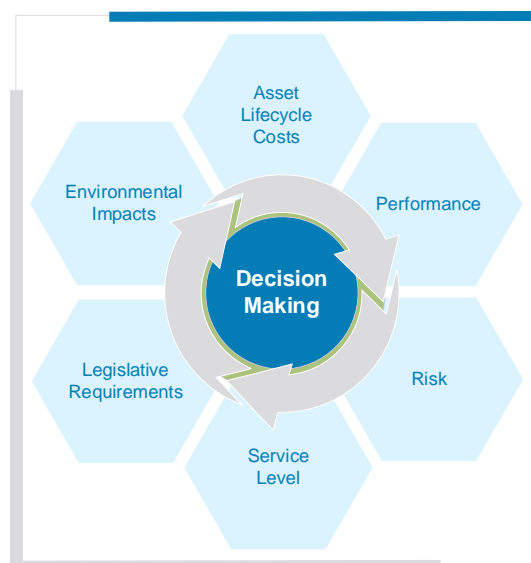 Asset
Lifecycle
Costs
Environmental
Impacts
Performance
Decision
Making
Legislative
Requirements
Risk
Service
Level